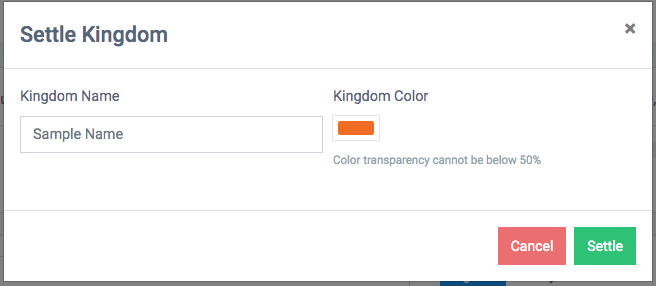 Settle Kingdom
×
Kingdom Name
Kingdom Color
Sample Name
Color transparency cannot be below 50%
Cancel
Settle